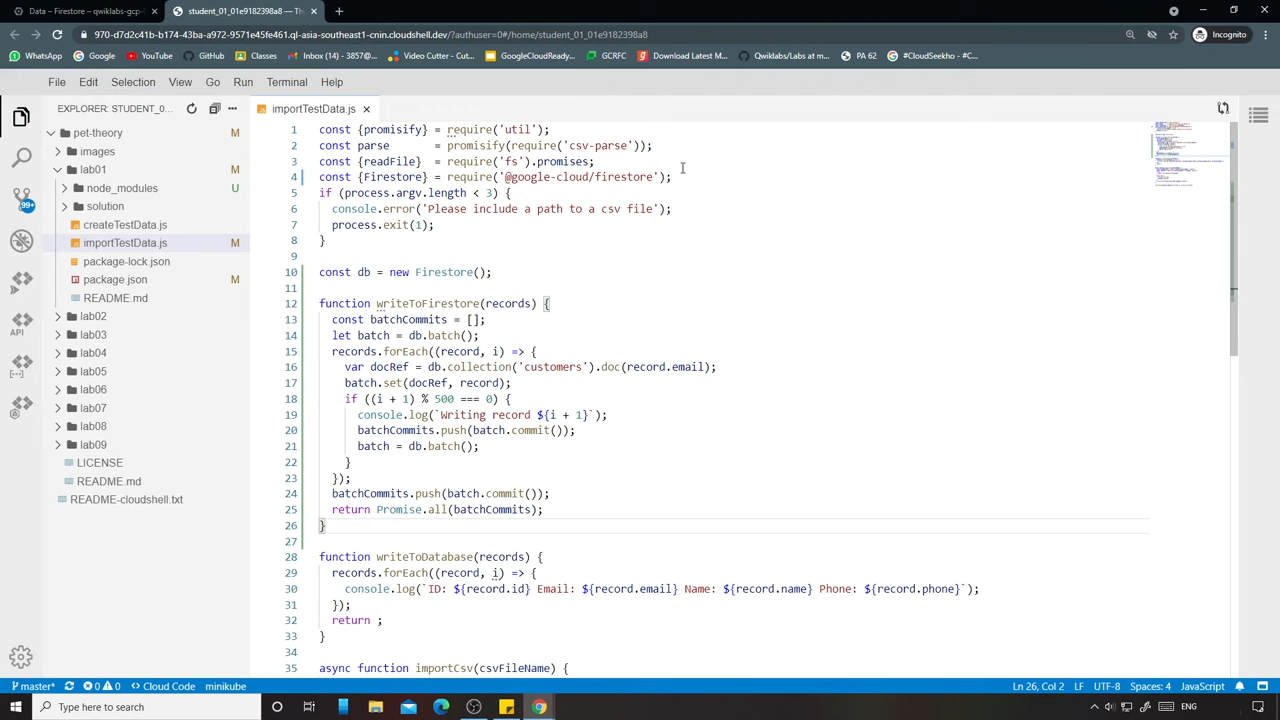 Data – Firestore – qwiklabs-gcp-
student_01_01e9182398a8 – Th
Incognito
970-d7d2c41b-b174-43ba-a972-9571e45fe461.ql-asia-southeast1-cnin.cloudshell.dev/?authuser=0#/home/student_01_01e9182398a8
WhatsApp
Google
YouTube
GitHub
Classes
Inbox (14) - 3857@...
Video Cutter - Cut...
Google
GCRFC
Download Latest M...
Qwiklabs/Labs at m...
PA 62
#CloudSeekho - #C...
File Edit Selection View Go Run Terminal Help
EXPLORER: STUDENT_0...
importTestData.js
pet-theory M
images
lab01 M
node_modules U
solution
createTestData.js
importTestData.js M
package-lock.json
package.json M
README.md
lab02
lab03
lab04
lab05
lab06
lab07
lab08
lab09
LICENSE
README.md
README-cloudshell.txt
99+
API
1 const {promisify} = require('util');
2 const parse = promisify(require('csv-parse'));
3 const {readFile} = require('fs').promises;
4 const {Firestore} = require('@google-cloud/firestore');
5 if (process.argv.length < 3) {
6 console.error('Please include a path to a csv file');
7 process.exit(1);
8 }
9
10 const db = new Firestore();
11
12 function writeToFirestore(records) {
13 const batchCommits = [];
14 let batch = db.batch();
15 records.forEach((record, i) => {
16 var docRef = db.collection('customers').doc(record.email);
17 batch.set(docRef, record);
18 if ((i + 1) % 500 === 0) {
19 console.log(`Writing record ${i + 1}`);
20 batchCommits.push(batch.commit());
21 batch = db.batch();
22 }
23 });
24 batchCommits.push(batch.commit());
25 return Promise.all(batchCommits);
26 }
27
28 function writeToDatabase(records) {
29 records.forEach((record, i) => {
30 console.log(`ID: ${record.id} Email: ${record.email} Name: ${record.name} Phone: ${record.phone}`);
31 });
32 return ;
33 }
34
35 async function importCsv(csvFileName) {
master* 0 0 Cloud Code minikube
Ln 26, Col 2 LF UTF-8 Spaces: 4 JavaScript
Type here to search
ENG